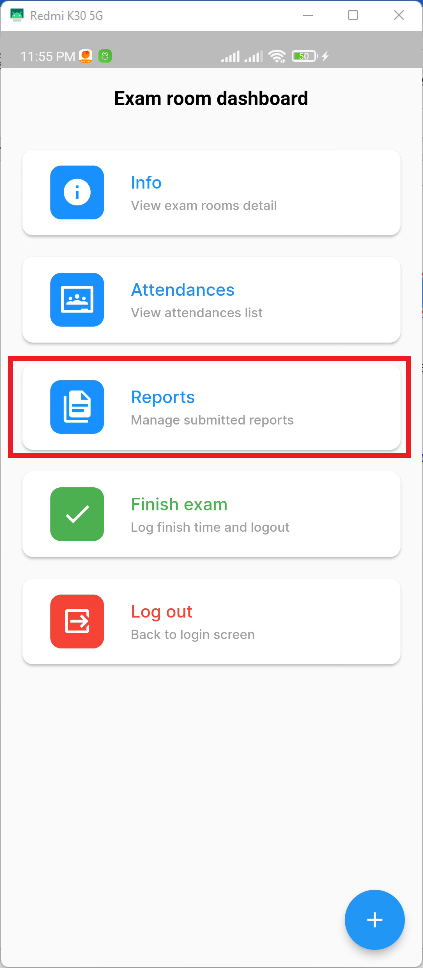 Redmi K30 5G
11:55 PM
50
Exam room dashboard
Info
View exam rooms detail
Attendances
View attendances list
Reports
Manage submitted reports
Finish exam
Log finish time and logout
Log out
Back to login screen